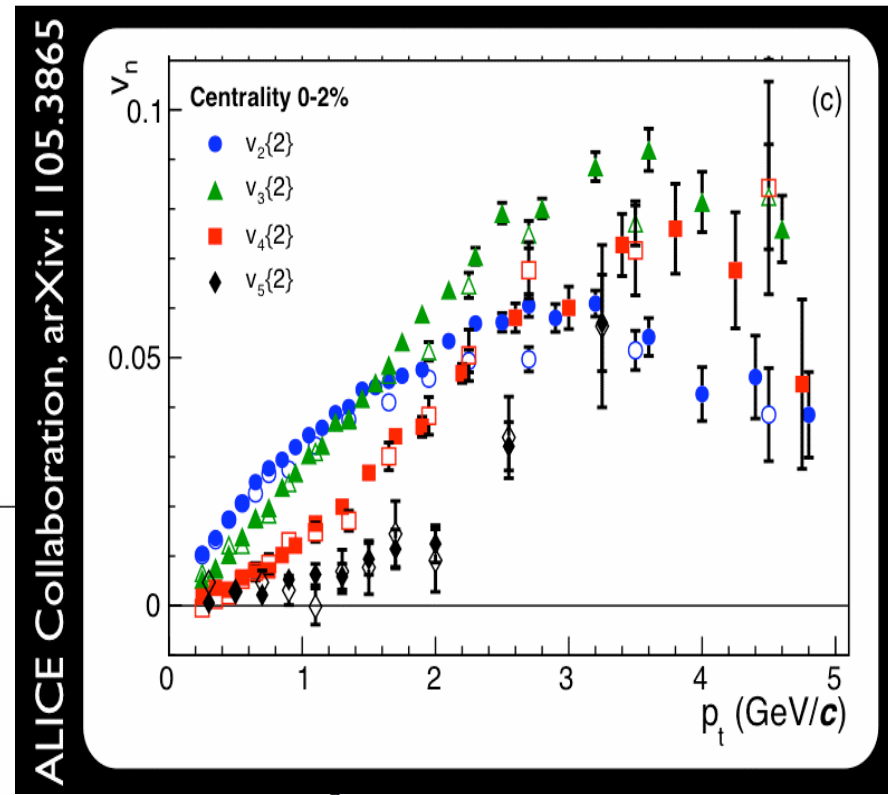 ALICE Collaboration, arXiv:1105.3865
v_n
Centrality 0-2%
(c)
v_2{2}
v_3{2}
v_4{2}
v_5{2}
0.1
0.05
0
0 1 2 3 4 5
p_t (GeV/c)